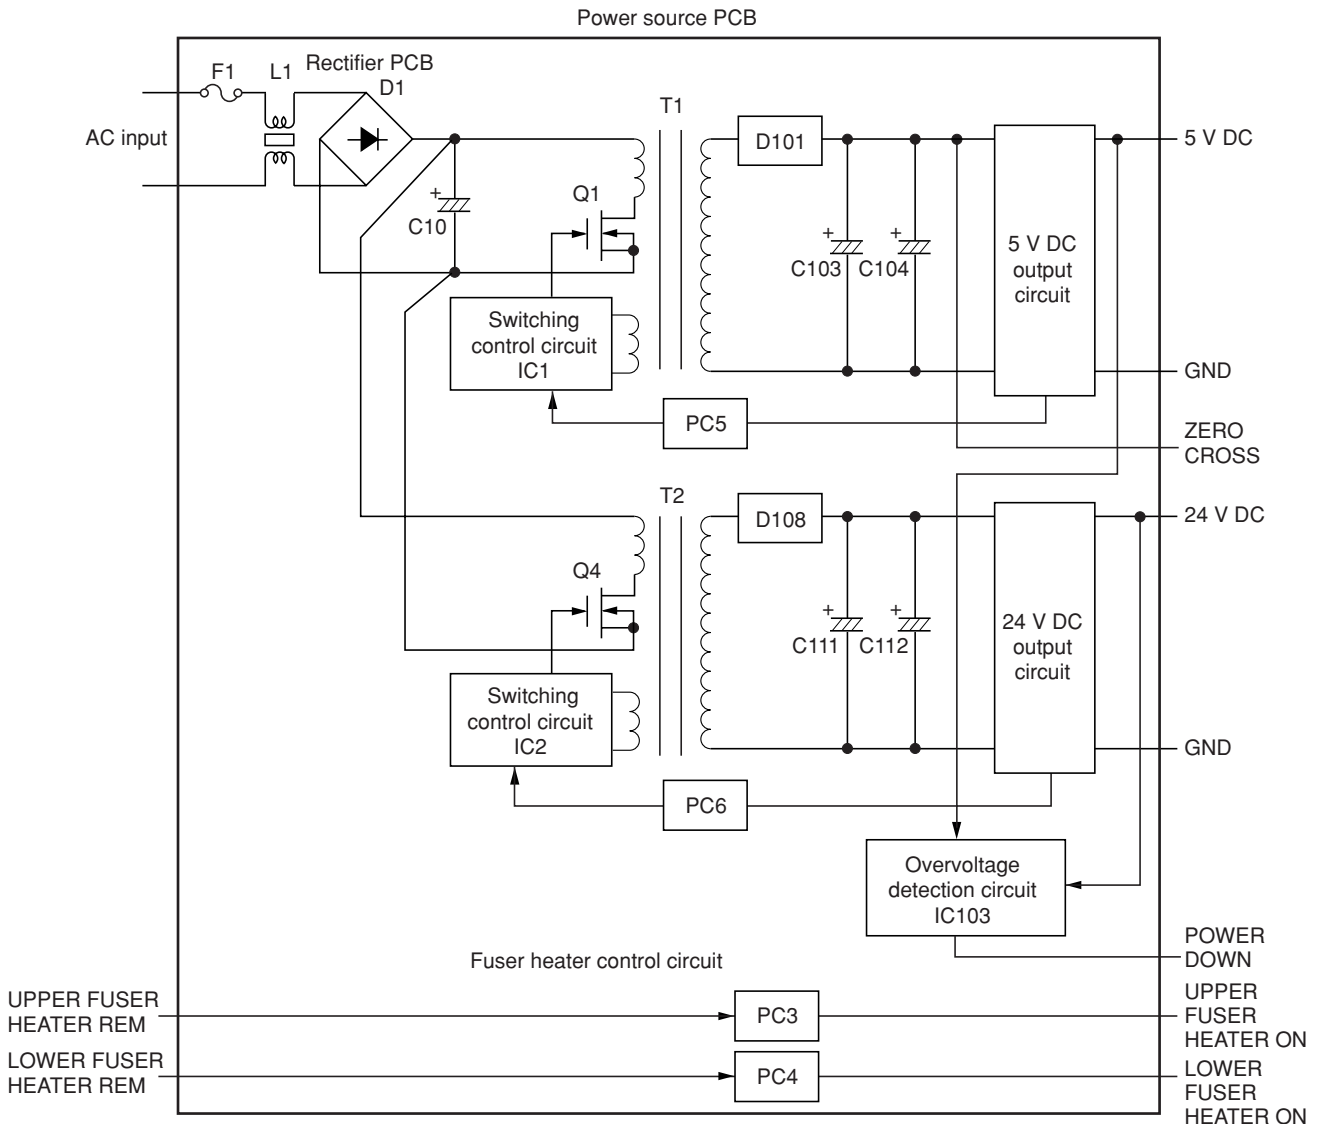 Power source PCB
Rectifier PCB
F1
L1
D1
T1
AC input
D101
5 V DC
Q1
+
C10
+
C103
+
C104
5 V DC
output
circuit
Switching
control circuit
IC1
GND
PC5
ZERO
CROSS
T2
D108
24 V DC
Q4
+
C111
+
C112
24 V DC
output
circuit
Switching
control circuit
IC2
GND
PC6
Overvoltage
detection circuit
IC103
POWER
DOWN
Fuser heater control circuit
UPPER FUSER
HEATER REM
PC3
UPPER
FUSER
HEATER ON
LOWER FUSER
HEATER REM
PC4
LOWER
FUSER
HEATER ON